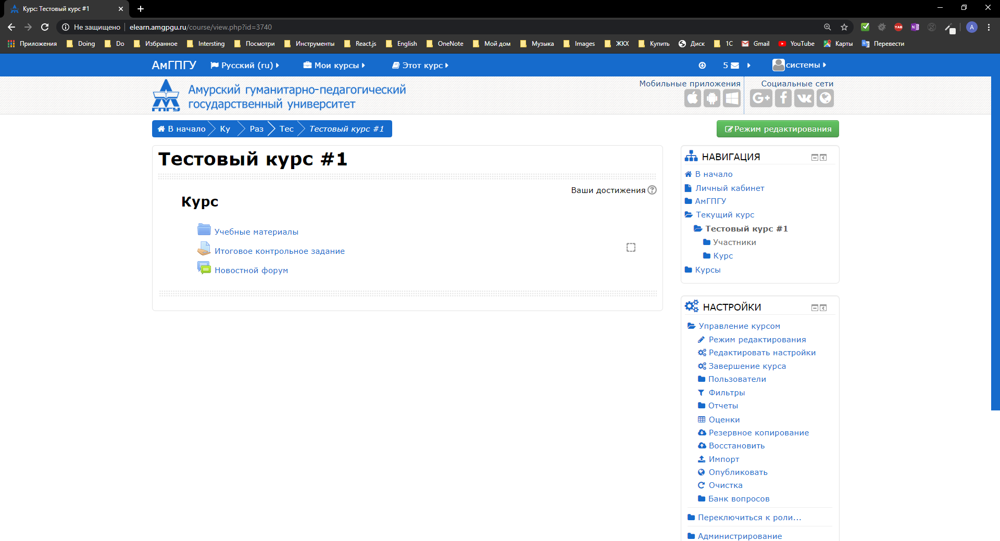 Курс: Тестовый курс #1
Не защищено elearn.amgpgu.ru/course/view.php?id=3740
Приложения Doing Do Избранное Intersting Посмотри Инструменты React.js English OneNote Мой дом Музыка Images ЖКХ Купить Диск 1С Gmail YouTube Карты Перевести
АмГПГУ Русский (ru) Мои курсы Этот курс 5 системы
Амурский гуманитарно-педагогический
государственный университет
ГПГУ
Мобильные приложения
Социальные сети
В начало Ку Раз Тес Тестовый курс #1
Режим редактирования
Тестовый курс #1
Ваши достижения
Курс
Учебные материалы
Итоговое контрольное задание
Новостной форум
НАВИГАЦИЯ
В начало
Личный кабинет
АмГПГУ
Текущий курс
Тестовый курс #1
Участники
Курс
Курсы
НАСТРОЙКИ
Управление курсом
Режим редактирования
Редактировать настройки
Завершение курса
Пользователи
Фильтры
Отчеты
Оценки
Резервное копирование
Восстановить
Импорт
Опубликовать
Очистка
Банк вопросов
Переключиться к роли...
Администрирование